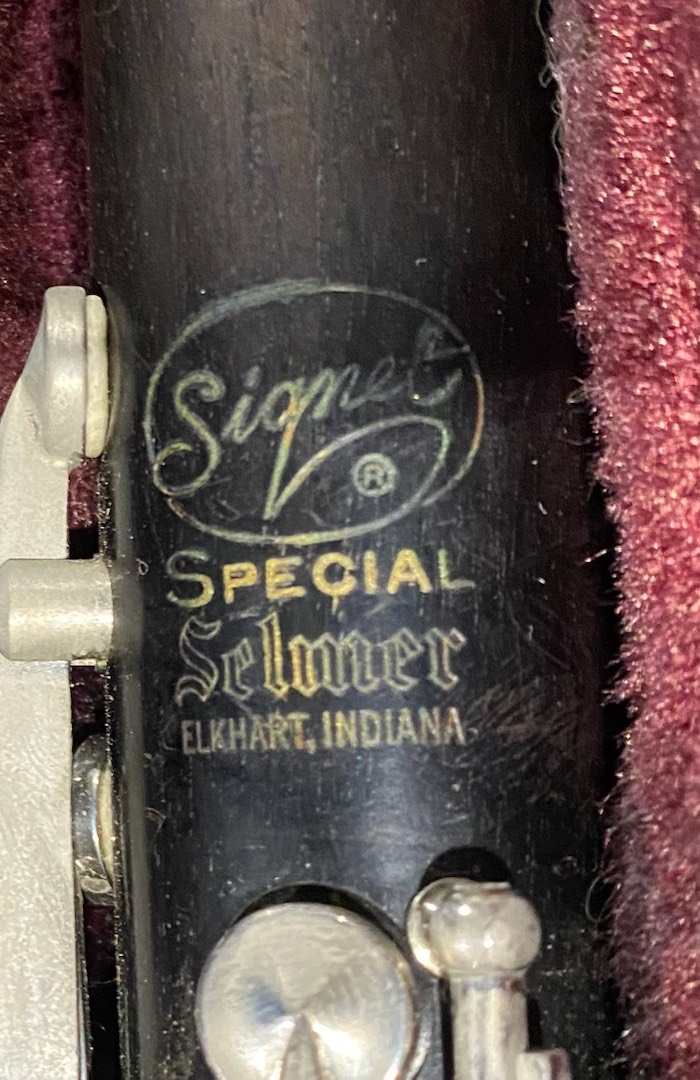 Signet
®
SPECIAL
Selmer
ELKHART, INDIANA